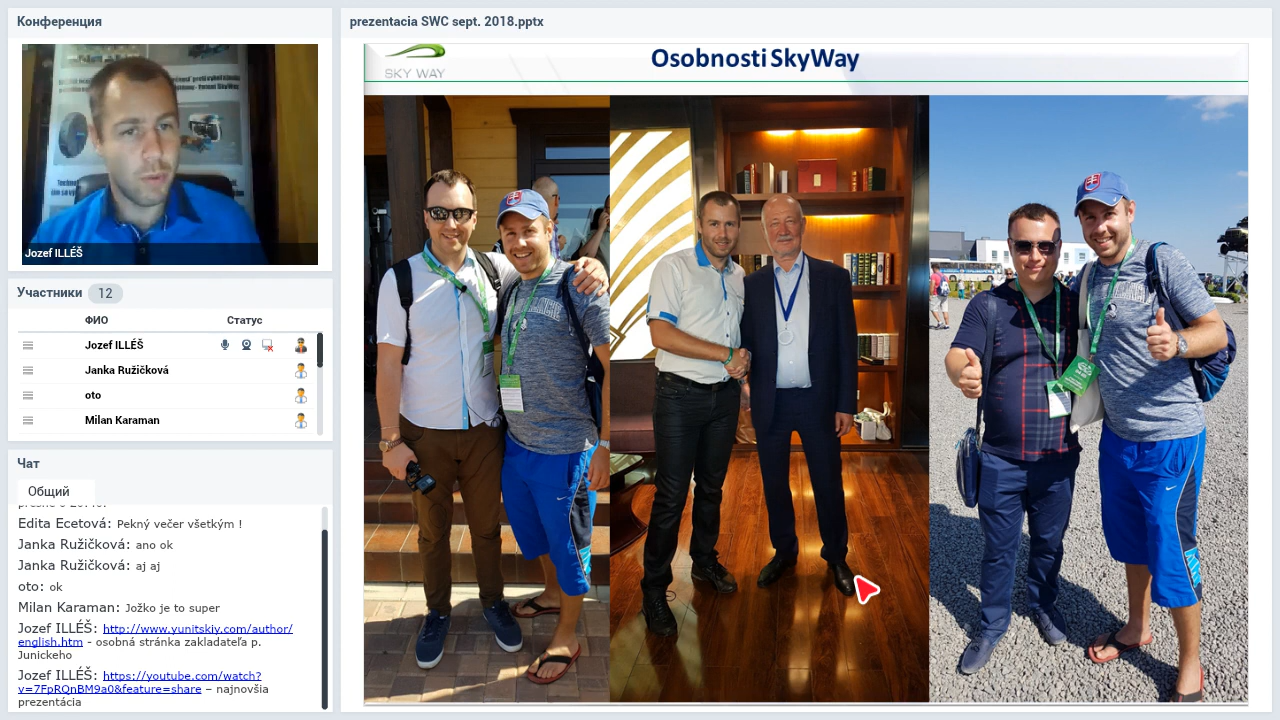 Конференция
Jozef ILLÉŠ
Участники 12
ФИО Статус
Jozef ILLÉŠ
Janka Ružičková
oto
Milan Karaman
Чат
Общий
Edita Ecetová: Pekný večer všetkým !
Janka Ružičková: ano ok
Janka Ružičková: aj aj
oto: ok
Milan Karaman: Jožko je to super
Jozef ILLÉŠ: http://www.yunitskiy.com/author/
english.htm - osobná stránka zakladateľa p.
Junickeho
Jozef ILLÉŠ: https://youtube.com/watch?
v=7FpRQnBM9a0&feature=share – najnovšia
prezentácia
prezentacia SWC sept. 2018.pptx
SKY WAY
Osobnosti SkyWay